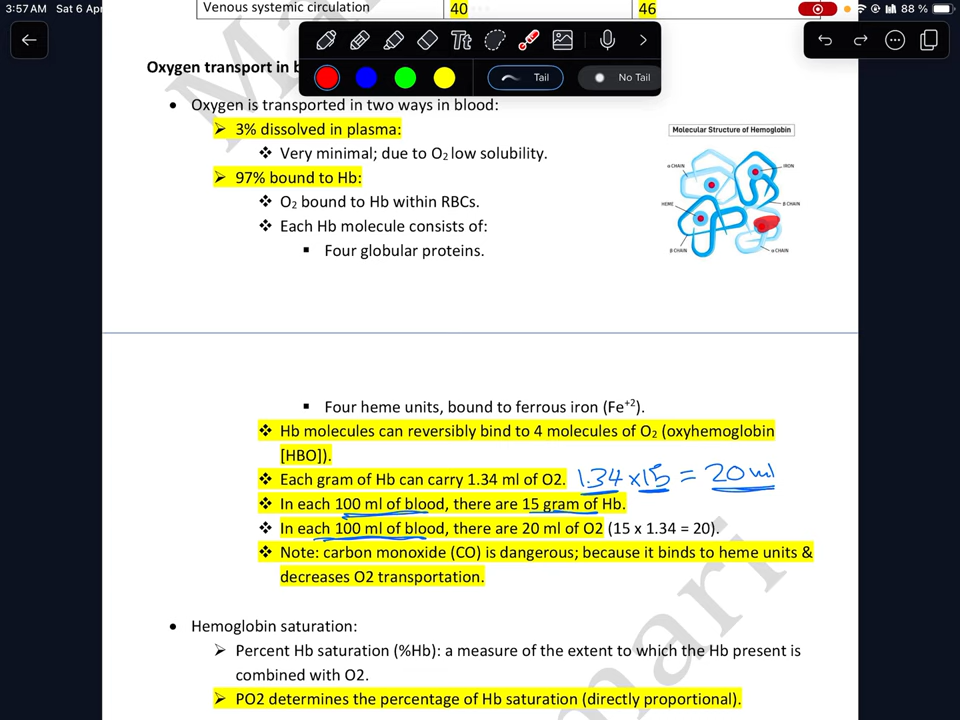 3:57 AM Sat 6 Apr
88 %
Venous systemic circulation 40 46
Tt
Tail
No Tail
Oxygen transport in b
• Oxygen is transported in two ways in blood:
➢ 3% dissolved in plasma:
❖ Very minimal; due to O2 low solubility.
➢ 97% bound to Hb:
❖ O2 bound to Hb within RBCs.
❖ Each Hb molecule consists of:
▪ Four globular proteins.
Molecular Structure of Hemoglobin
α CHAIN
IRON
HEME
β CHAIN
β CHAIN
α CHAIN
▪ Four heme units, bound to ferrous iron (Fe+2).
❖ Hb molecules can reversibly bind to 4 molecules of O2 (oxyhemoglobin
[HBO]).
❖ Each gram of Hb can carry 1.34 ml of O2. 1.34 x 15 = 20 ml
❖ In each 100 ml of blood, there are 15 gram of Hb.
❖ In each 100 ml of blood, there are 20 ml of O2 (15 x 1.34 = 20).
❖ Note: carbon monoxide (CO) is dangerous; because it binds to heme units &
decreases O2 transportation.
• Hemoglobin saturation:
➢ Percent Hb saturation (%Hb): a measure of the extent to which the Hb present is
combined with O2.
➢ PO2 determines the percentage of Hb saturation (directly proportional).